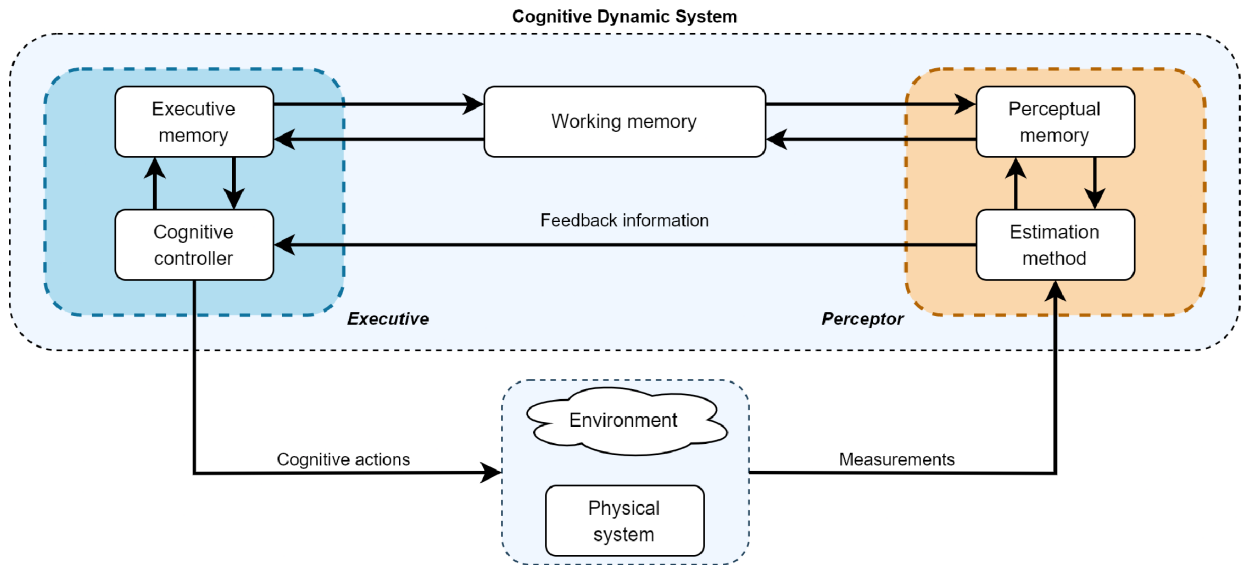 Cognitive Dynamic System
Executive
memory
Working memory
Perceptual
memory
Cognitive
controller
Feedback information
Estimation
method
Executive
Perceptor
Environment
Cognitive actions
Measurements
Physical
system